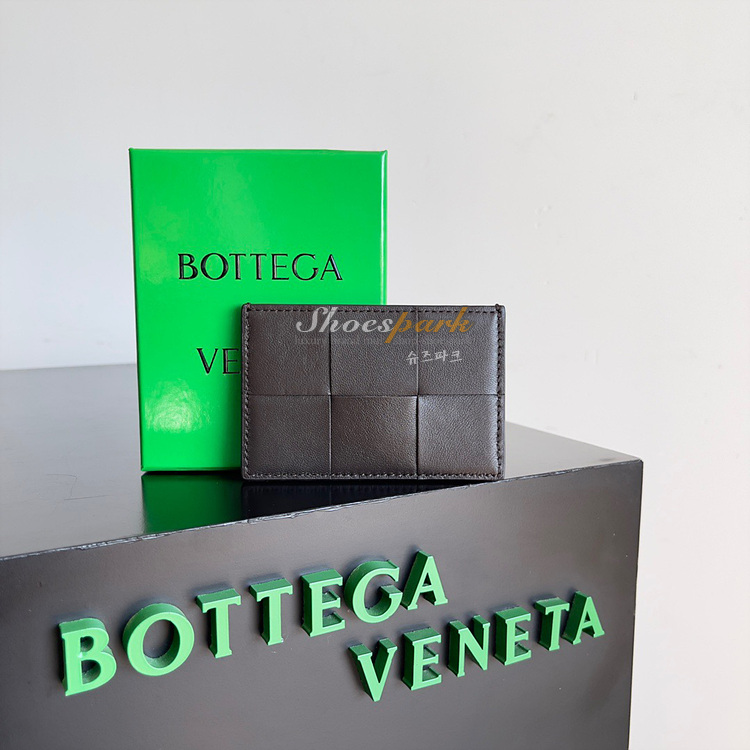 BOTTEGA
VE
Shoespark
슈즈파크
BOTTEGA
VENETA